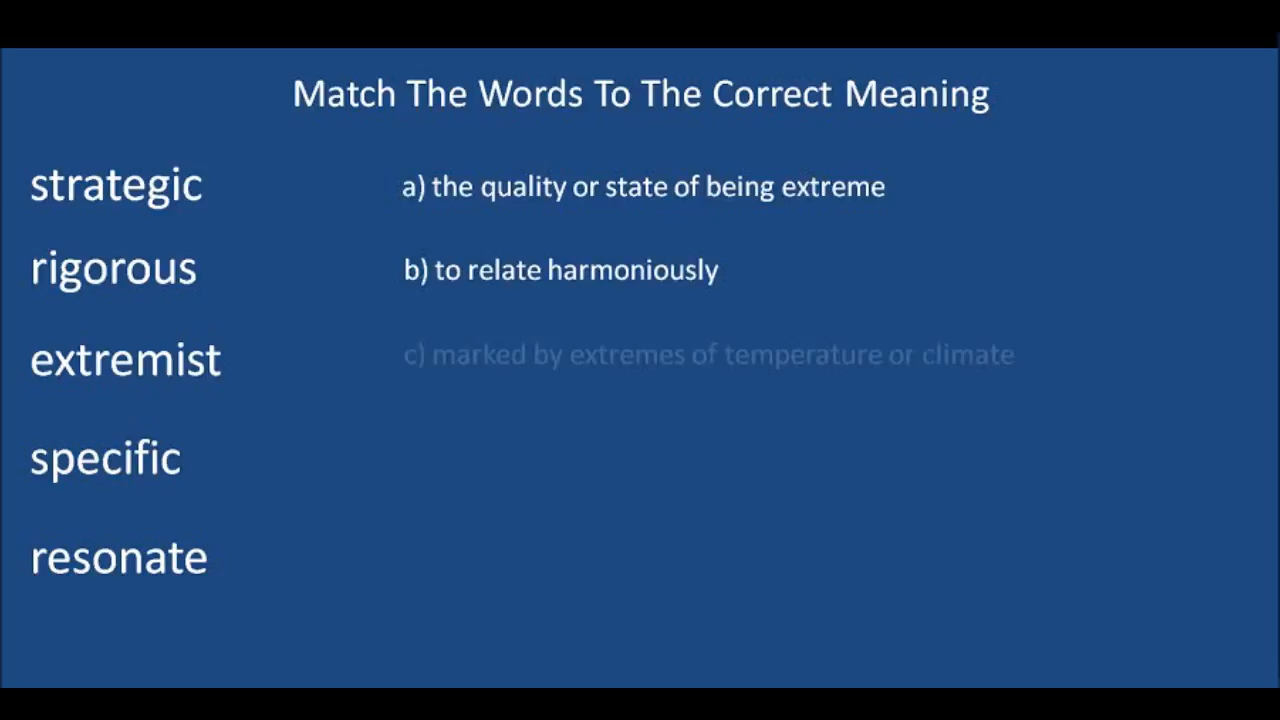 Match The Words To The Correct Meaning
strategic
a) the quality or state of being extreme
rigorous
b) to relate harmoniously
extremist
c) marked by extremes of temperature or climate
specific
resonate